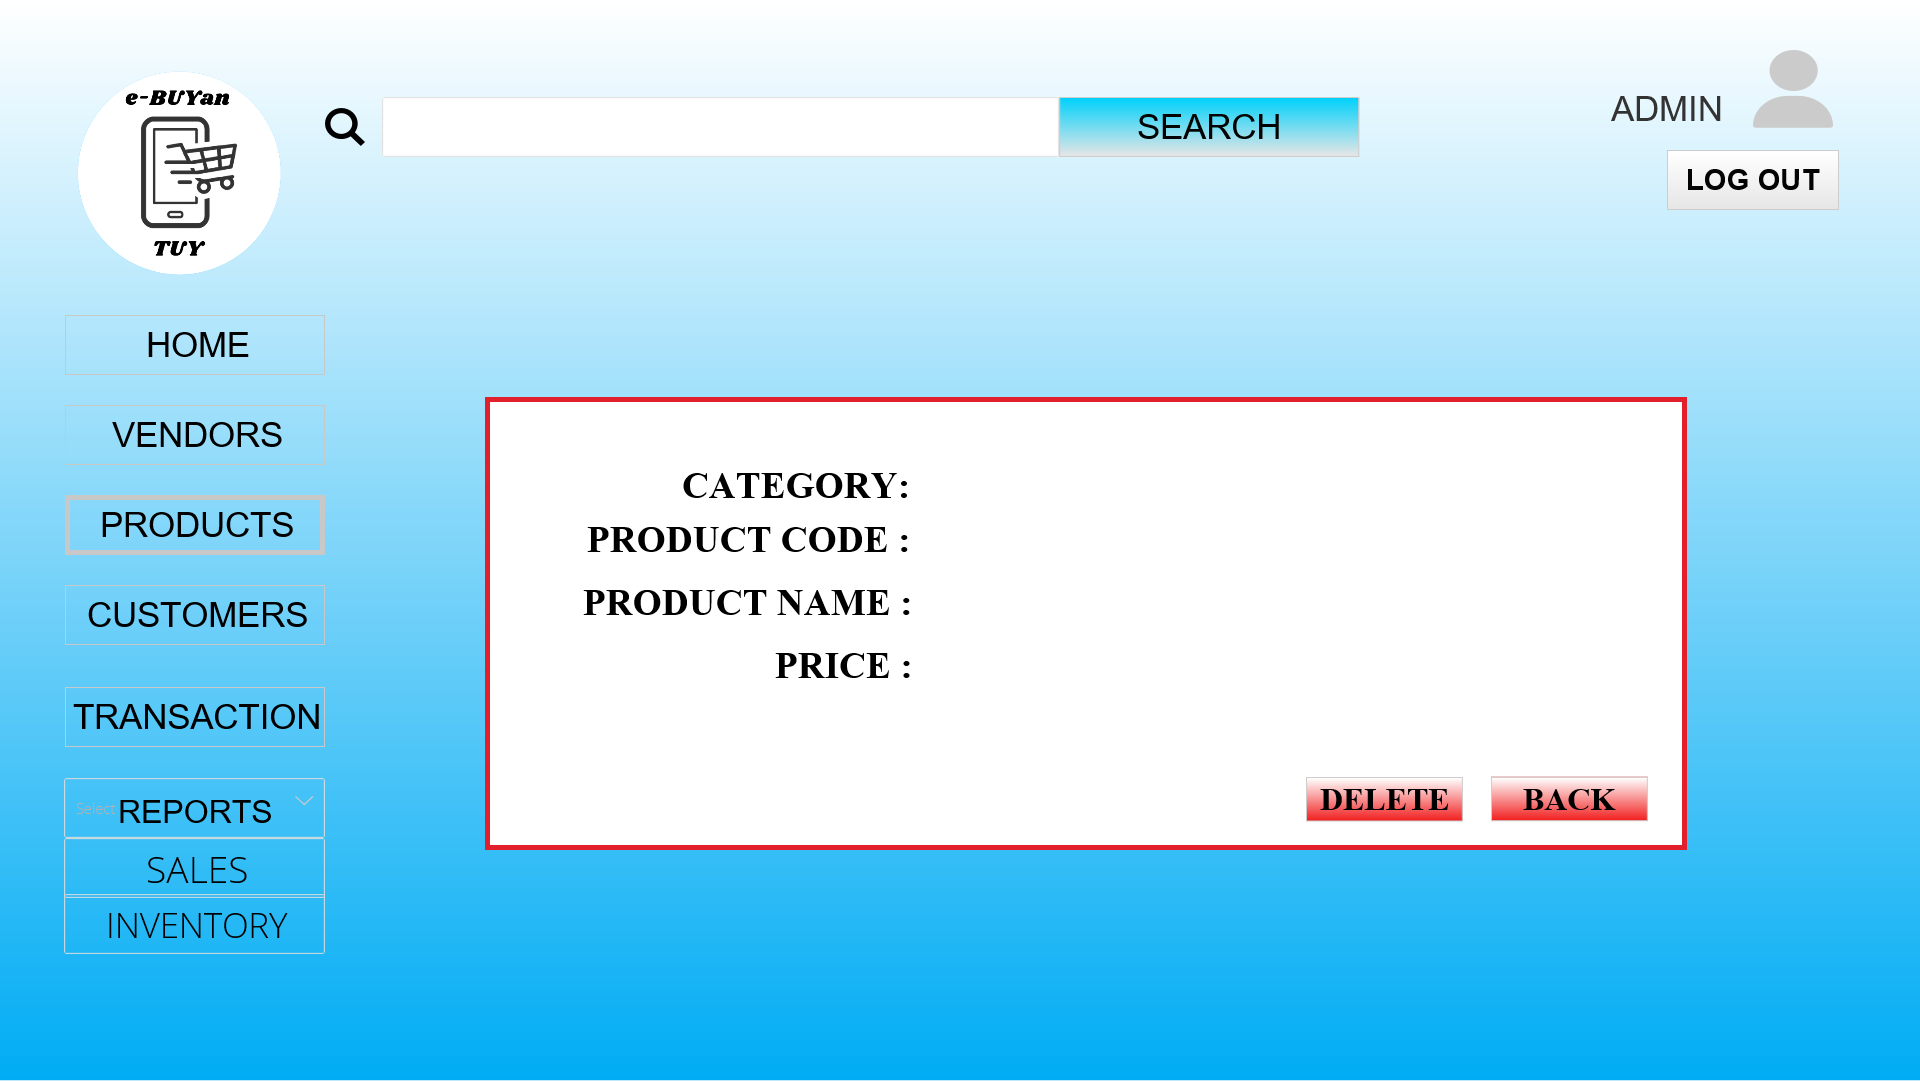 e-BUYan
TUY
SEARCH
ADMIN
LOG OUT
HOME
VENDORS
PRODUCTS
CUSTOMERS
TRANSACTION
Select
REPORTS
SALES
INVENTORY
CATEGORY:
PRODUCT CODE :
PRODUCT NAME :
PRICE :
DELETE
BACK